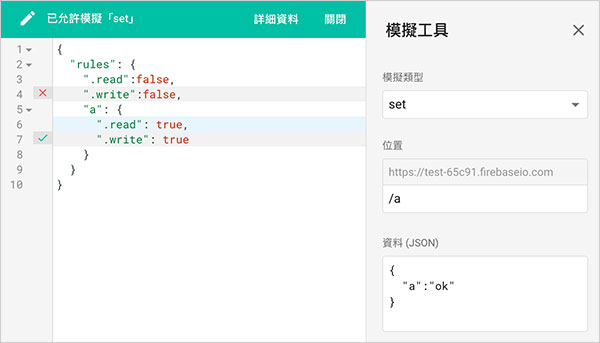 已允許模擬「set」
詳細資料
關閉
1 {
2 "rules": {
3 ".read":false,
4 ".write":false,
5 "a": {
6 ".read": true,
7 ".write": true
8 }
9 }
10 }
模擬工具
模擬類型
set
位置
https://test-65c91.firebaseio.com
/a
資料 (JSON)
{
"a":"ok"
}